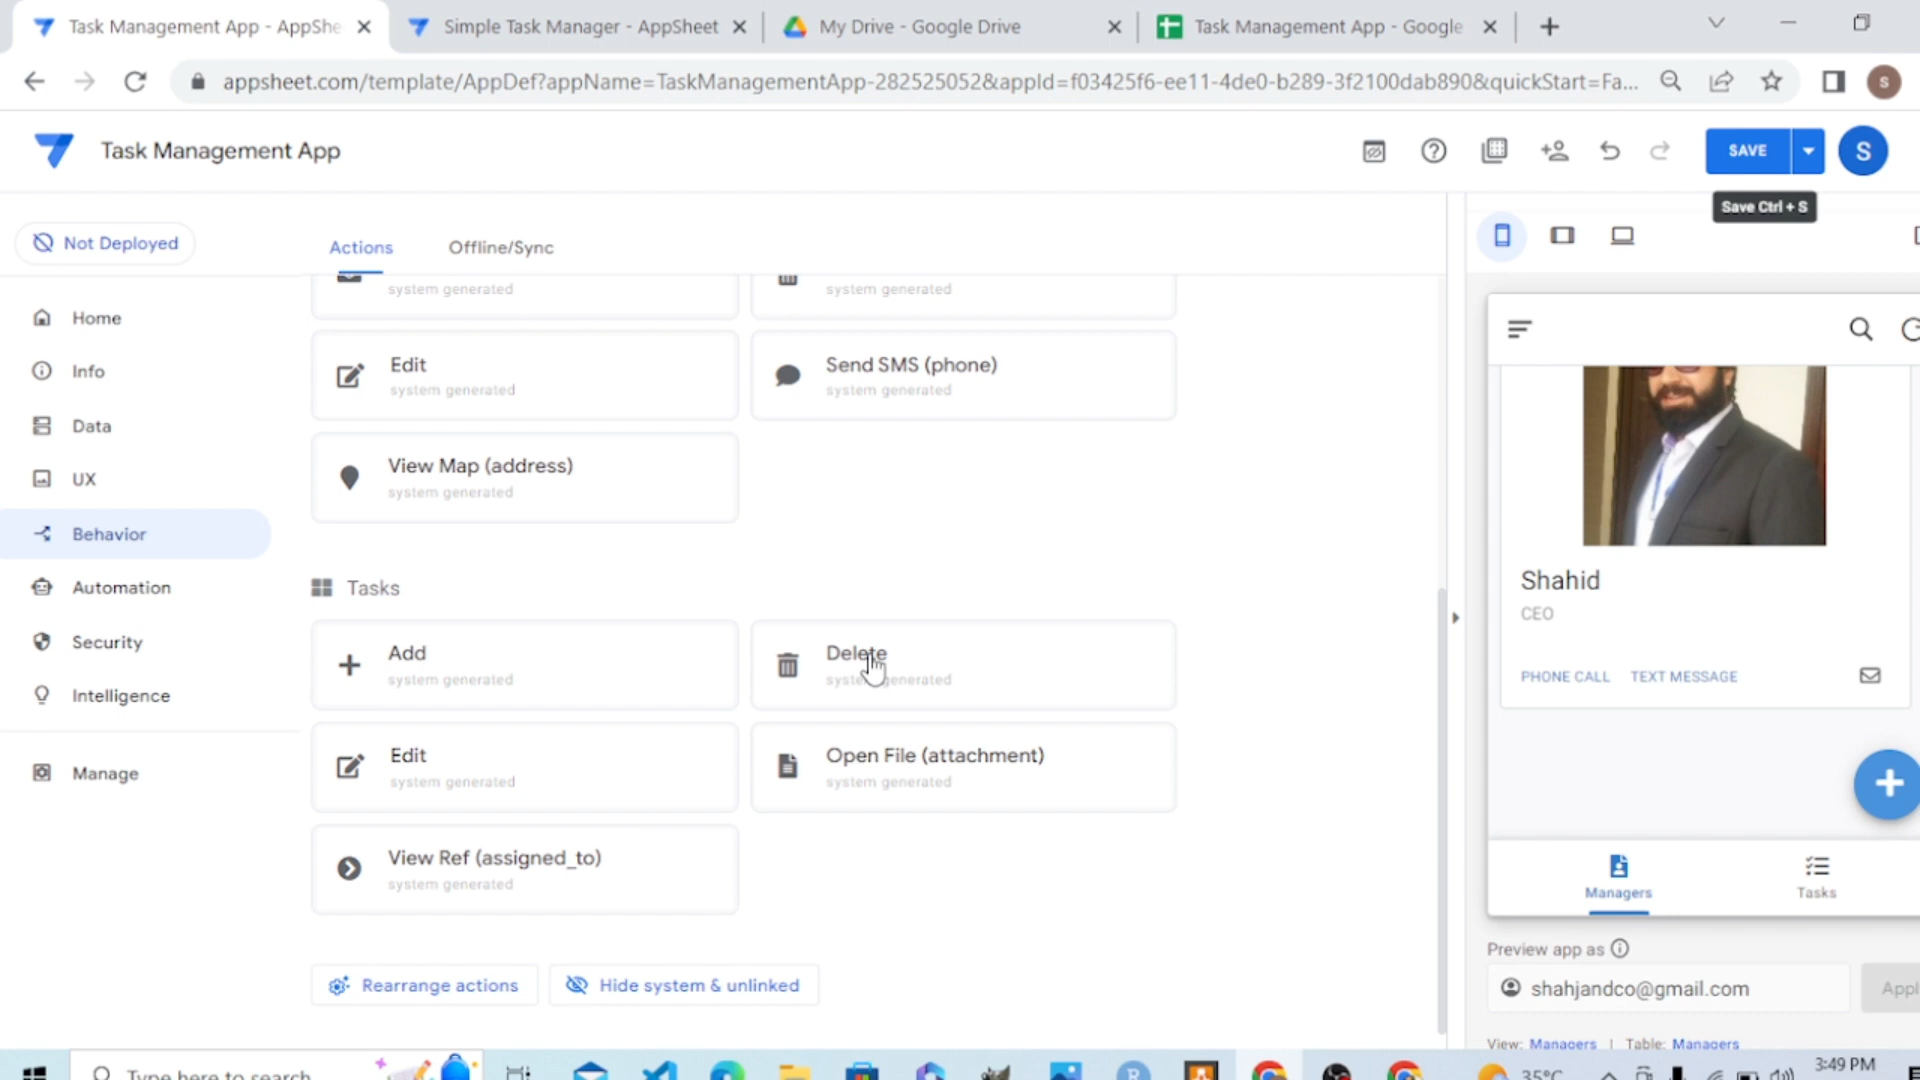 Task Management App - AppShe
Simple Task Manager - AppSheet
My Drive - Google Drive
Task Management App - Google
appsheet.com/template/AppDef?appName=TaskManagementApp-282525052&appId=f03425f6-ee11-4de0-b289-3f2100dab890&quickStart=Fa...
S
Task Management App
SAVE
S
Save Ctrl + S
Not Deployed
Actions
Offline/Sync
Home
Info
Data
UX
Behavior
Automation
Security
Intelligence
Manage
system generated
system generated
Edit
system generated
Send SMS (phone)
system generated
View Map (address)
system generated
Tasks
Add
system generated
Delete
system generated
Edit
system generated
Open File (attachment)
system generated
View Ref (assigned_to)
system generated
Rearrange actions
Hide system & unlinked
Shahid
CEO
PHONE CALL
TEXT MESSAGE
Managers
Tasks
Preview app as
shahjandco@gmail.com
Appl
View: Managers | Table: Managers
Type here to search
35°C
3:49 PM